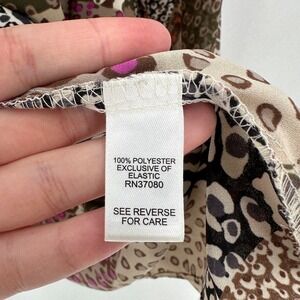 100% POLYESTER
EXCLUSIVE OF
ELASTIC
RN37080
SEE REVERSE
FOR CARE